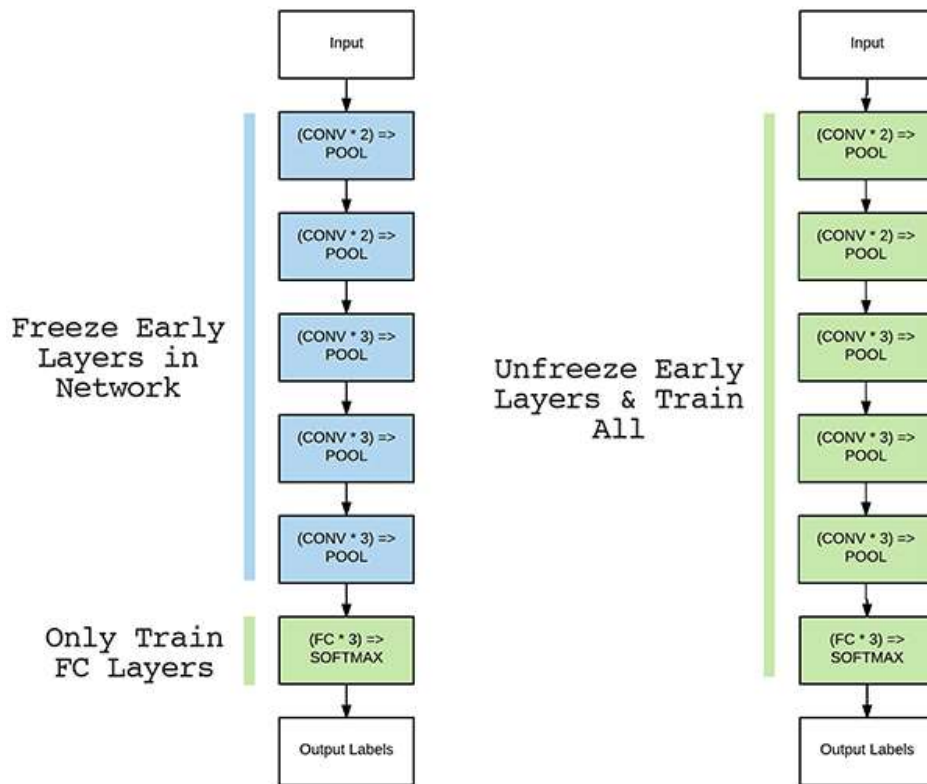 Input
(CONV * 2) =>
POOL
(CONV * 2) =>
POOL
(CONV * 3) =>
POOL
(CONV * 3) =>
POOL
(CONV * 3) =>
POOL
(FC * 3) =>
SOFTMAX
Output Labels
Freeze Early
Layers in
Network
Only Train
FC Layers
Input
(CONV * 2) =>
POOL
(CONV * 2) =>
POOL
(CONV * 3) =>
POOL
(CONV * 3) =>
POOL
(CONV * 3) =>
POOL
(FC * 3) =>
SOFTMAX
Output Labels
Unfreeze Early
Layers & Train
All